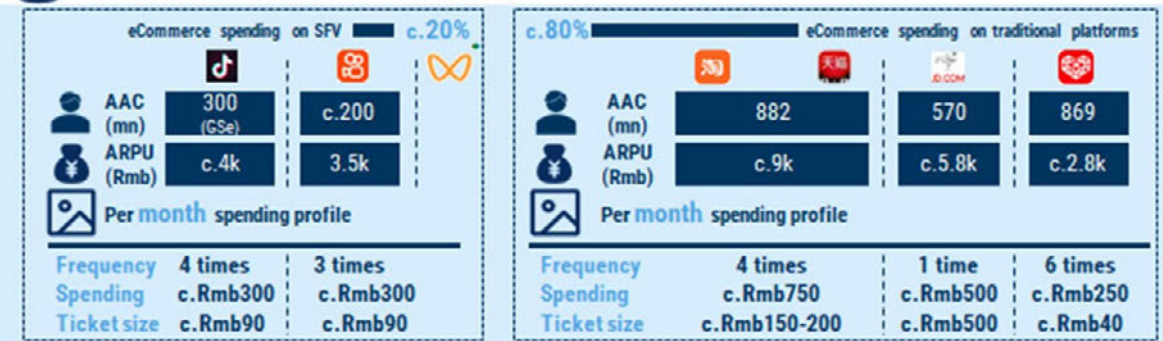 eCommerce spending on SFV c.20%
AAC (mn) 300 (GSe) c.200
ARPU (Rmb) c.4k 3.5k
¥
Per month spending profile
Frequency 4 times 3 times
Spending c.Rmb300 c.Rmb300
Ticket size c.Rmb90 c.Rmb90
c.80% eCommerce spending on traditional platforms
淘 天猫 JD.COM
AAC (mn) 882 570 869
ARPU (Rmb) c.9k c.5.8k c.2.8k
¥
Per month spending profile
Frequency 4 times 1 time 6 times
Spending c.Rmb750 c.Rmb500 c.Rmb250
Ticket size c.Rmb150-200 c.Rmb500 c.Rmb40